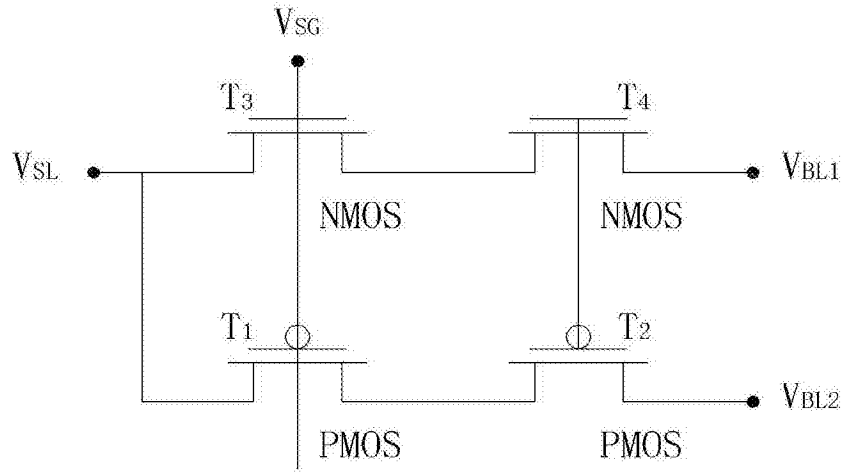 VSG
T3
T4
VSL
VBL1
NMOS
NMOS
T1
T2
VBL2
PMOS
PMOS